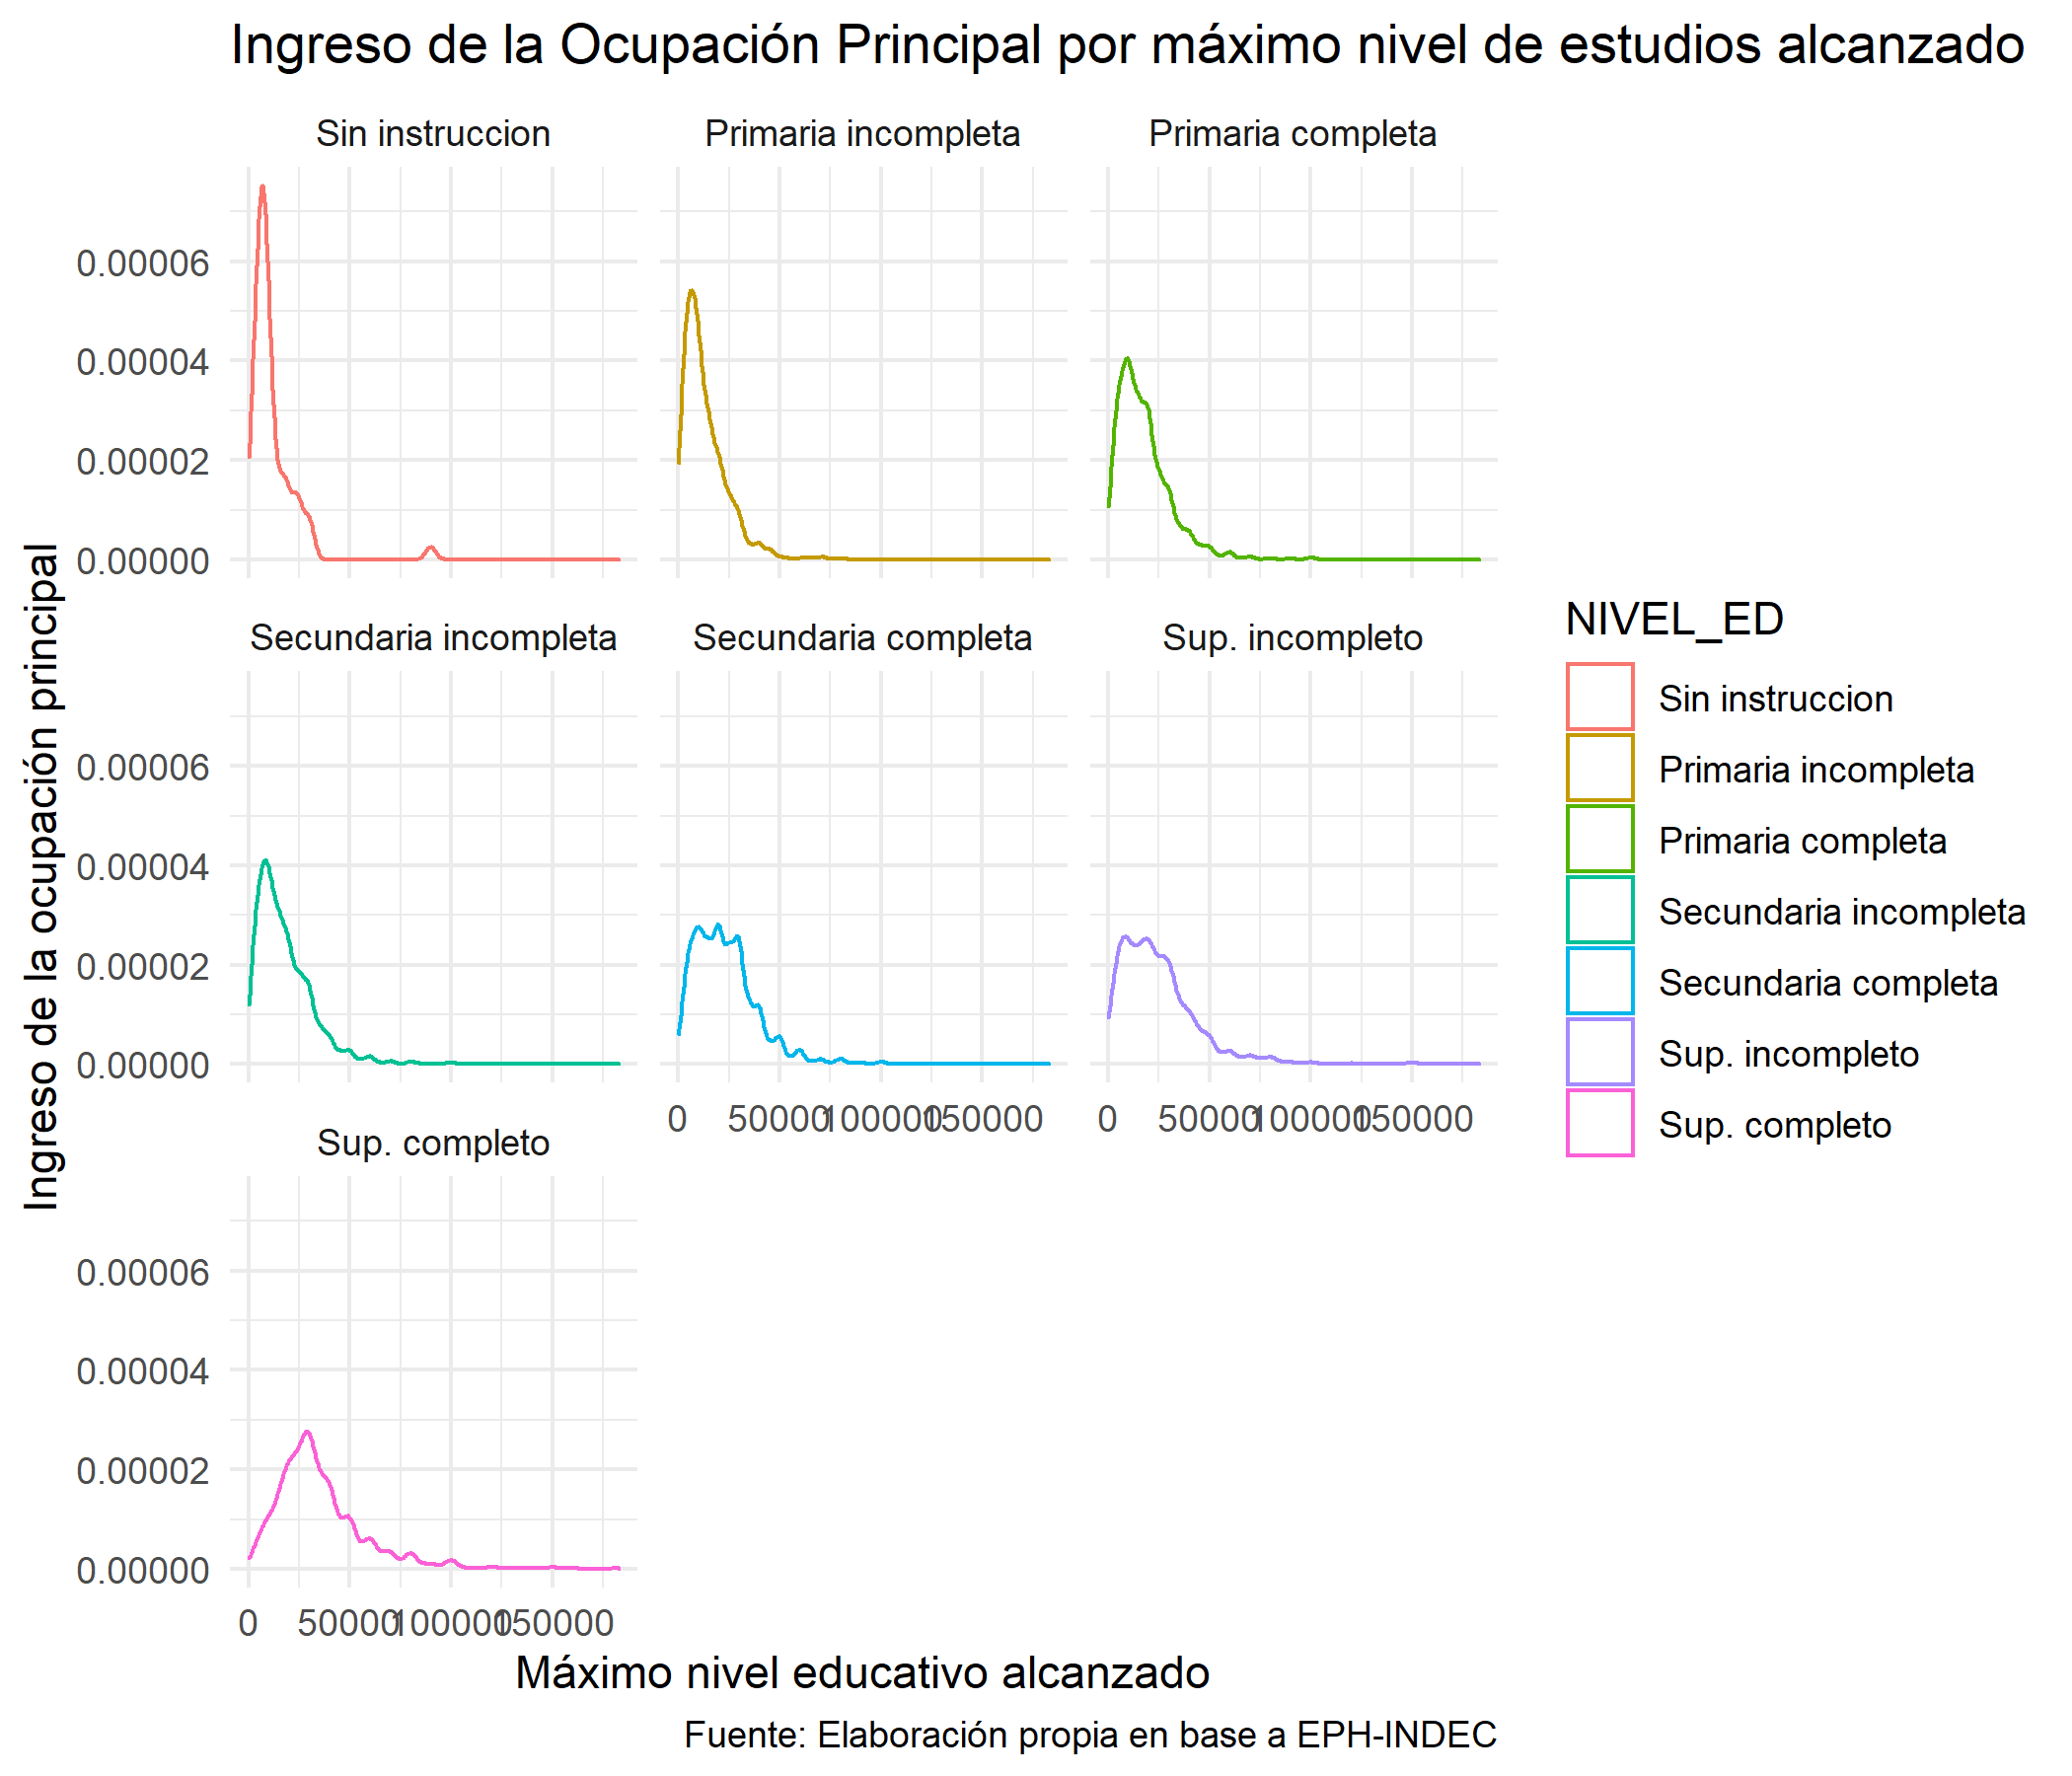 Ingreso de la Ocupación Principal por máximo nivel de estudios alcanzado
Sin instruccion
Primaria incompleta
Primaria completa
0.00006
0.00004
0.00002
0.00000
Secundaria incompleta
Secundaria completa
Sup. incompleto
0.00006
0.00004
0.00002
0.00000
0 50000 100000 150000
0 50000 100000 150000
Sup. completo
0.00006
0.00004
0.00002
0.00000
0 50000 100000 150000
Ingreso de la ocupación principal
Máximo nivel educativo alcanzado
Fuente: Elaboración propia en base a EPH-INDEC
NIVEL_ED
Sin instruccion
Primaria incompleta
Primaria completa
Secundaria incompleta
Secundaria completa
Sup. incompleto
Sup. completo